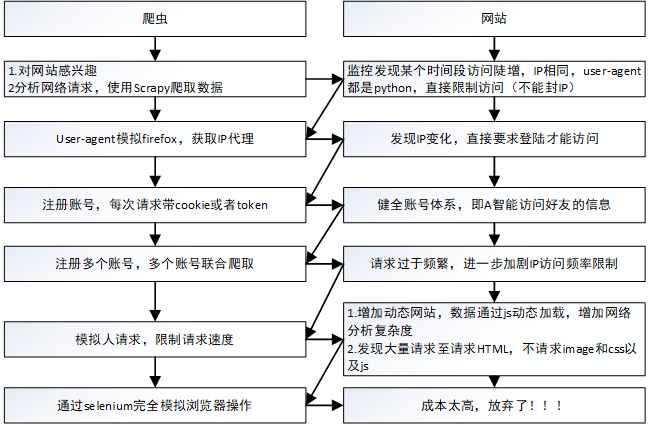 爬虫
网站
1.对网站感兴趣
2分析网络请求，使用Scrapy爬取数据
监控发现某个时间段访问陡增，IP相同，user-agent
都是python，直接限制访问（不能封IP）
User-agent模拟firefox，获取IP代理
发现IP变化，直接要求登陆才能访问
注册账号，每次请求带cookie或者token
健全账号体系，即A智能访问好友的信息
注册多个账号，多个账号联合爬取
请求过于频繁，进一步加剧IP访问频率限制
模拟人请求，限制请求速度
1.增加动态网站，数据通过js动态加载，增加网络
分析复杂度
2.发现大量请求至请求HTML，不请求image和css以
及js
通过selenium完全模拟浏览器操作
成本太高，放弃了！！！